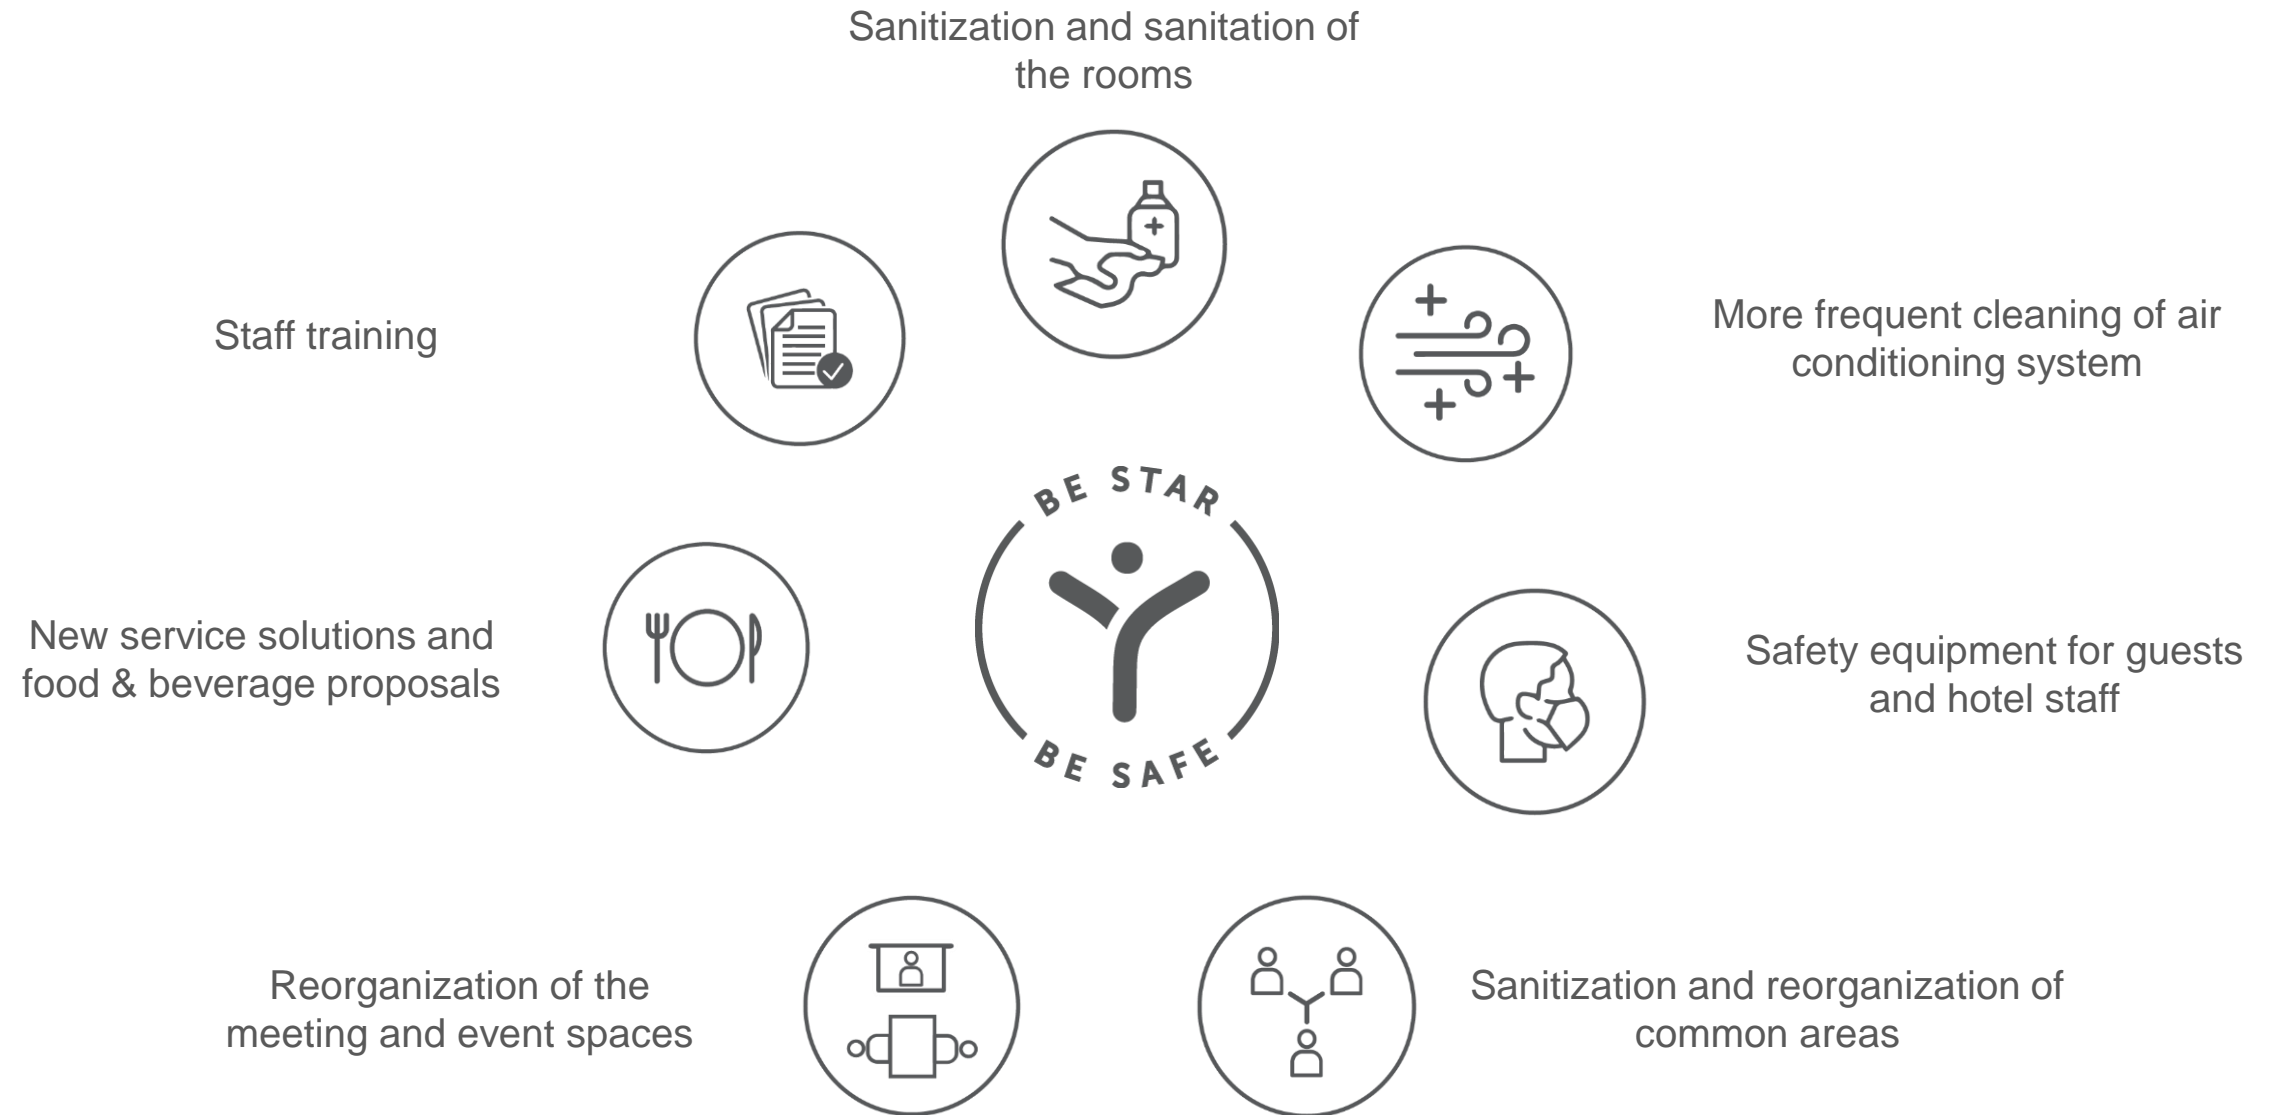 Sanitization and sanitation of
the rooms
Staff training
More frequent cleaning of air
conditioning system
BE STAR
BE SAFE
New service solutions and
food & beverage proposals
Safety equipment for guests
and hotel staff
Reorganization of the
meeting and event spaces
Sanitization and reorganization of
common areas